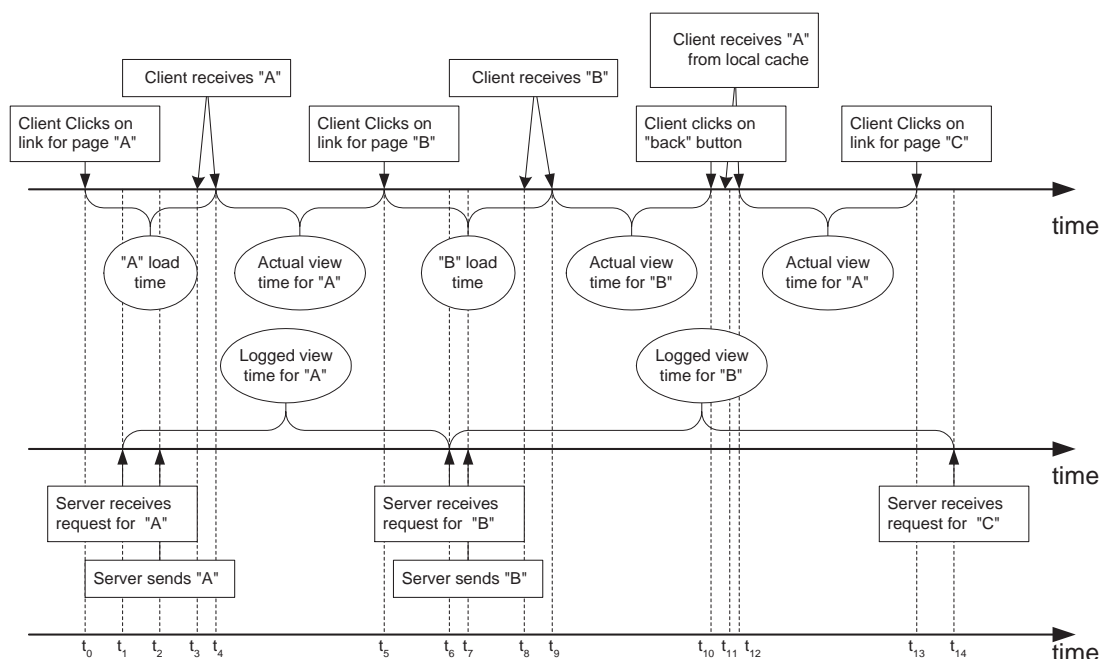 Client receives "A"
from local cache
Client receives "A"
Client receives "B"
Client Clicks on
link for page "A"
Client Clicks on
link for page "B"
Client clicks on
"back" button
Client Clicks on
link for page "C"
time
"A" load
time
Actual view
time for "A"
"B" load
time
Actual view
time for "B"
Actual view
time for "A"
Logged view
time for "A"
Logged view
time for "B"
time
Server receives
request for "A"
Server receives
request for "B"
Server receives
request for "C"
Server sends "A"
Server sends "B"
t0 t1 t2 t3 t4 t5 t6 t7 t8 t9 t10 t11 t12 t13 t14
time